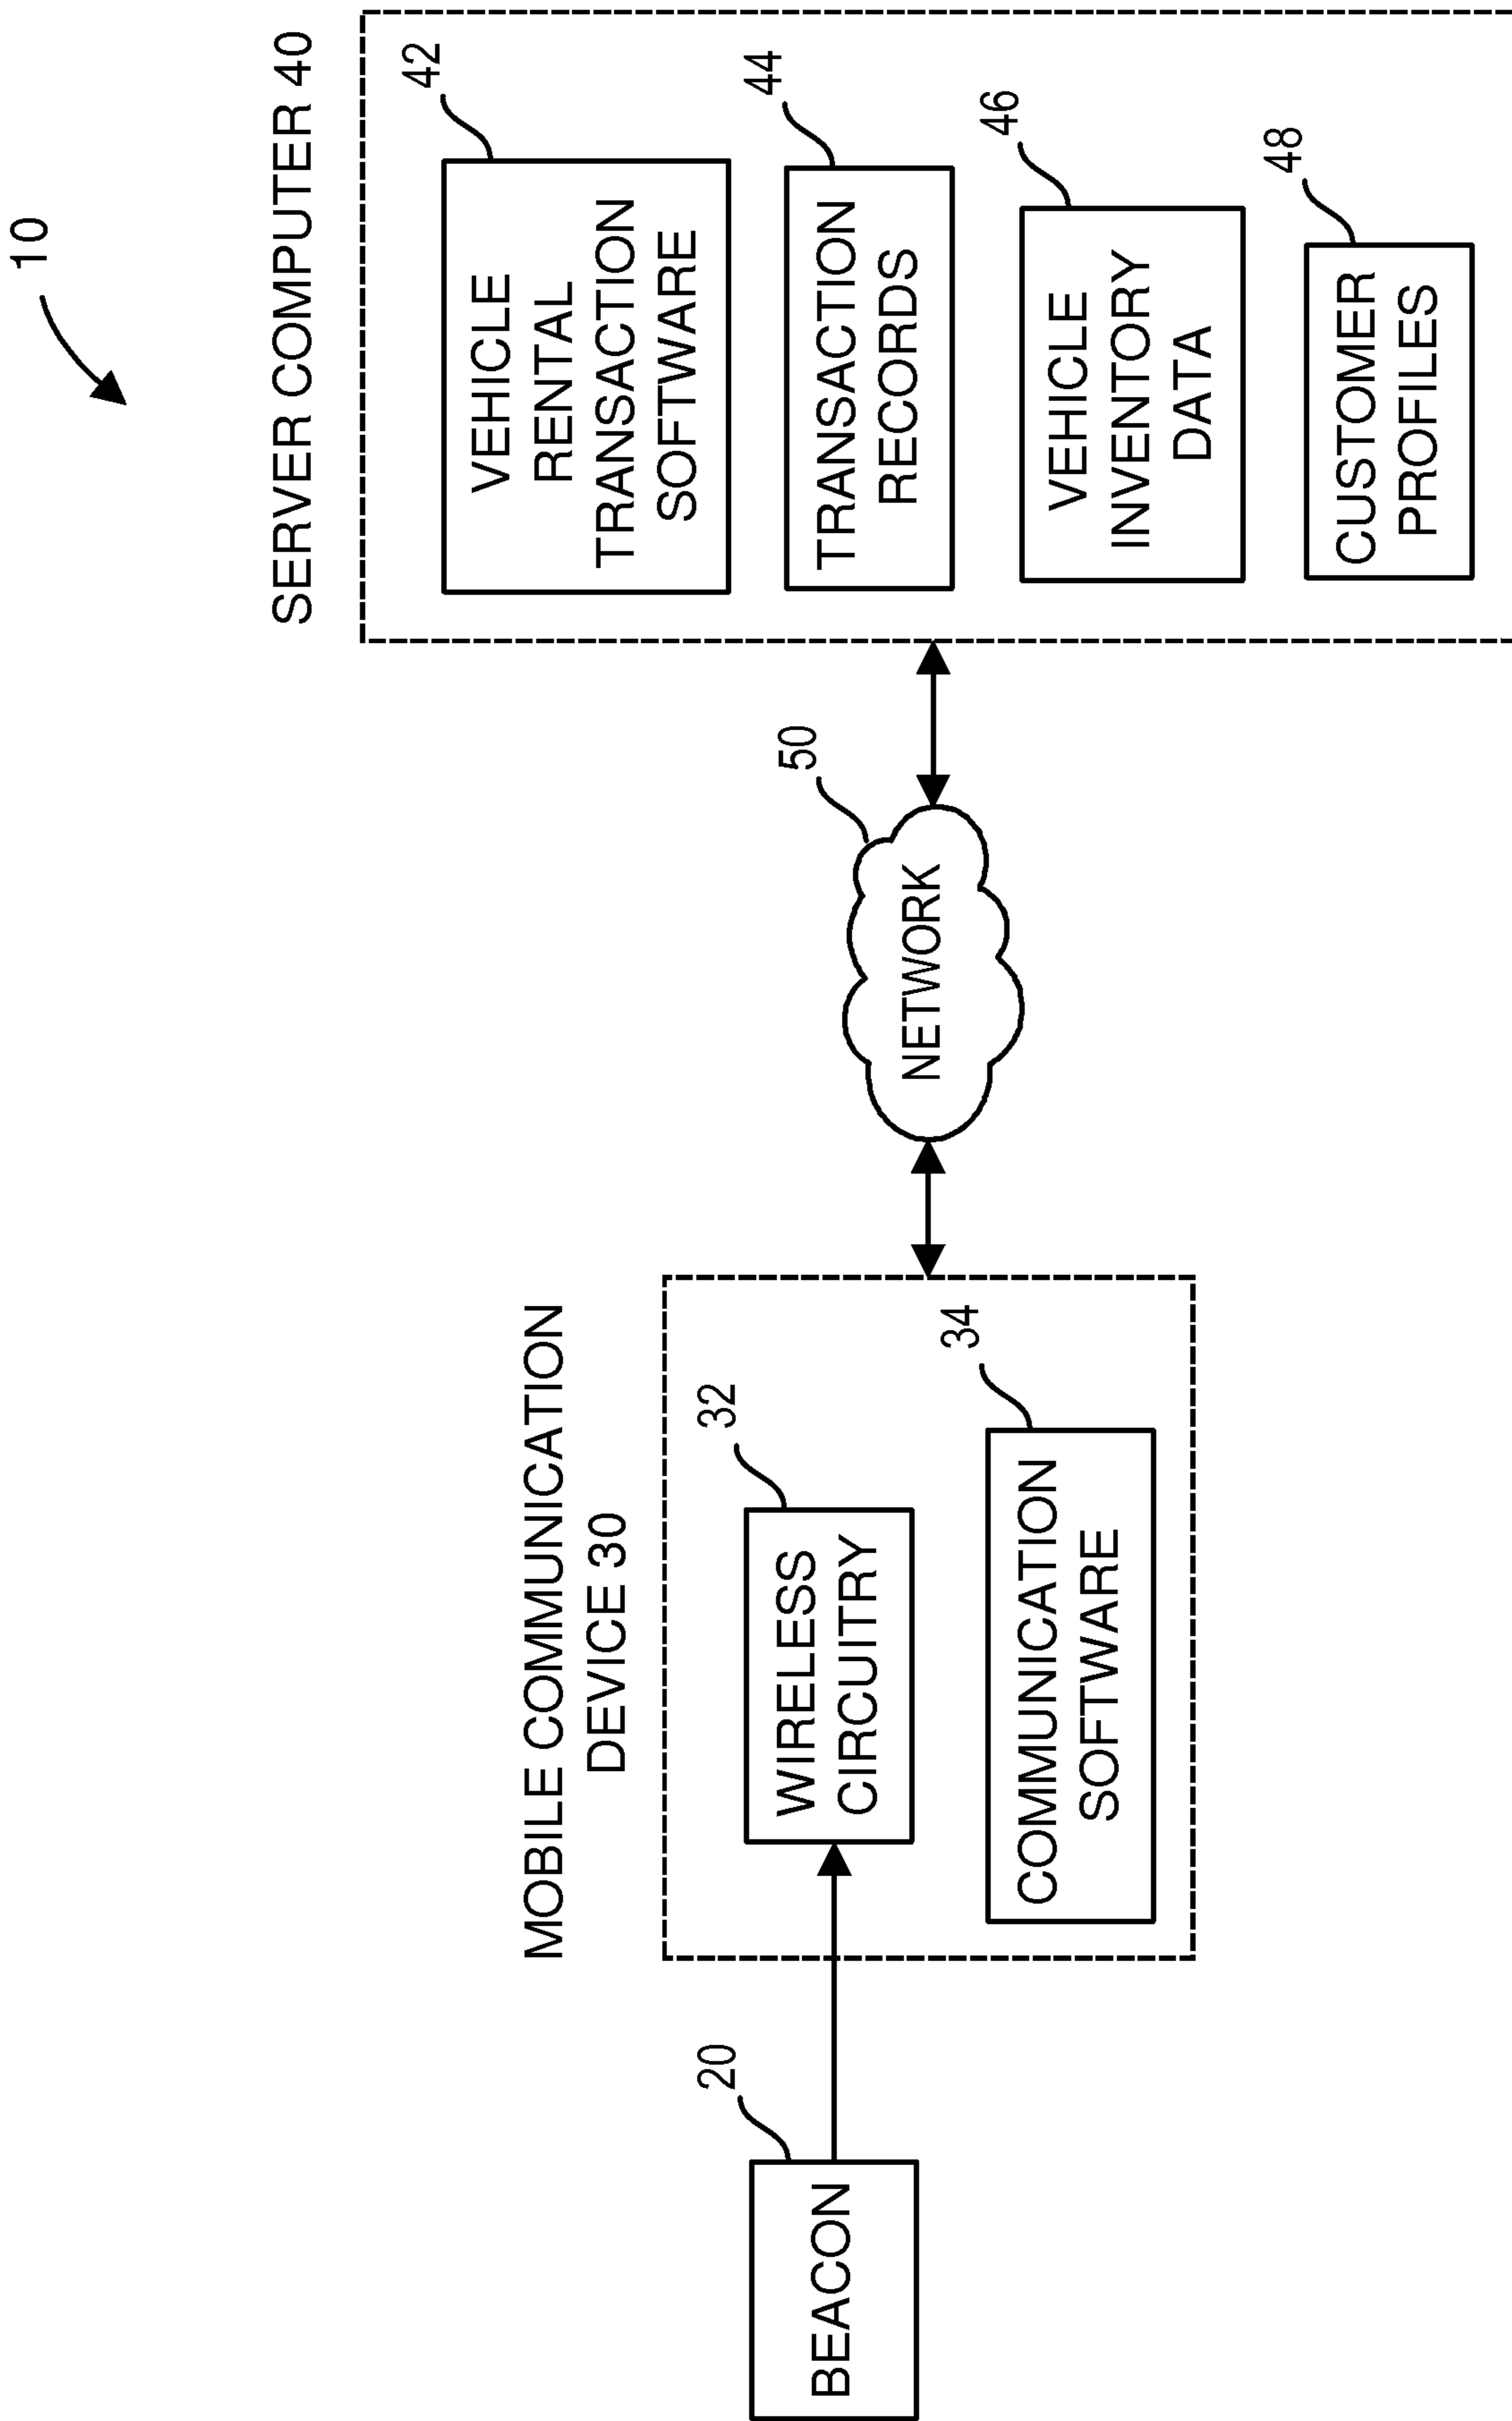 10
SERVER COMPUTER 40
42
VEHICLE
RENTAL
TRANSACTION
SOFTWARE
44
TRANSACTION
RECORDS
46
VEHICLE
INVENTORY
DATA
48
CUSTOMER
PROFILES
50
NETWORK
MOBILE COMMUNICATION
DEVICE 30
32
WIRELESS
CIRCUITRY
34
COMMUNICATION
SOFTWARE
20
BEACON